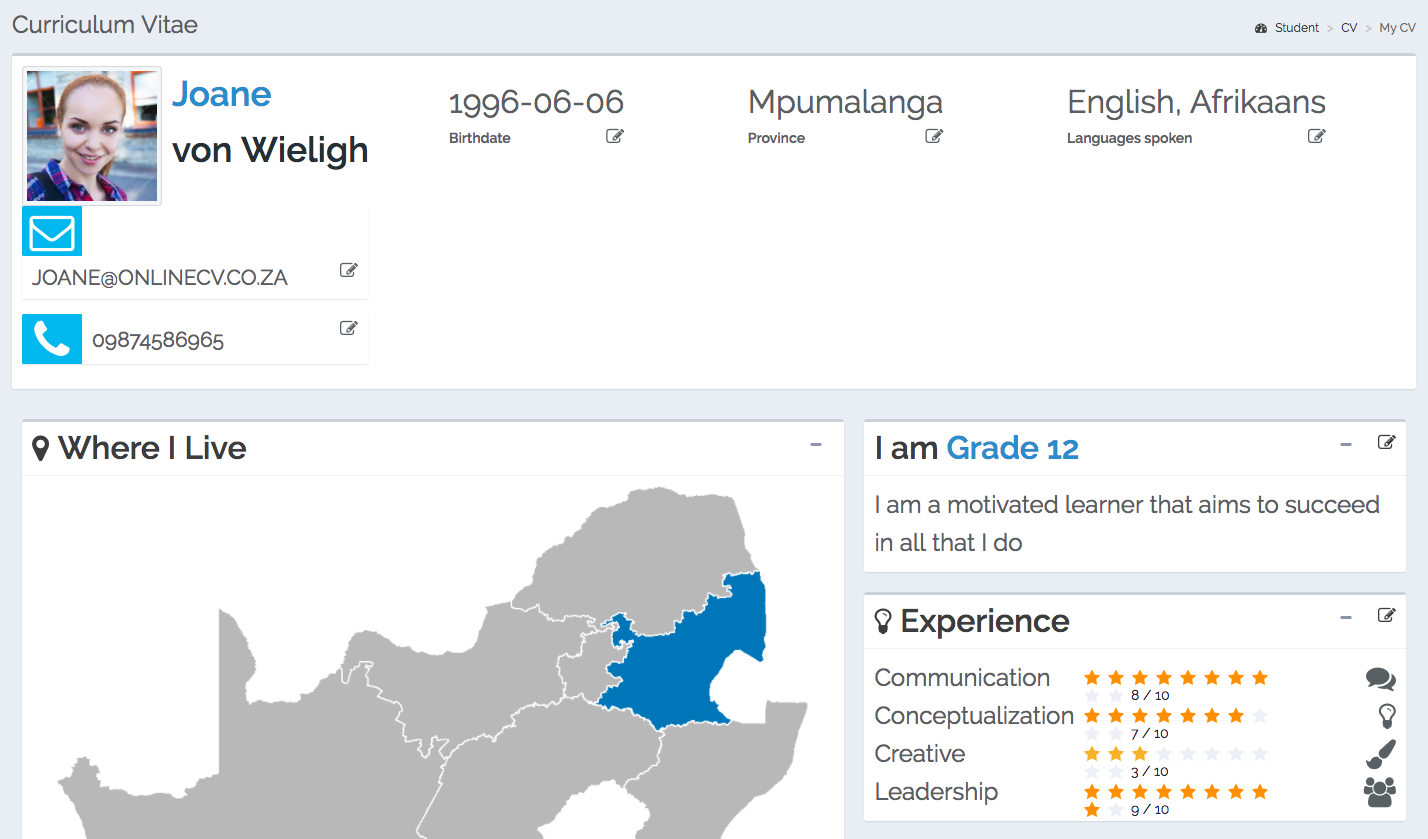 Curriculum Vitae
Student > CV > My CV
Joane
von Wieligh
1996-06-06
Birthdate
Mpumalanga
Province
English, Afrikaans
Languages spoken
JOANE@ONLINECV.CO.ZA
09874586965
Where I Live
I am Grade 12
I am a motivated learner that aims to succeed
in all that I do
Experience
Communication
8 / 10
Conceptualization
7 / 10
Creative
3 / 10
Leadership
9 / 10